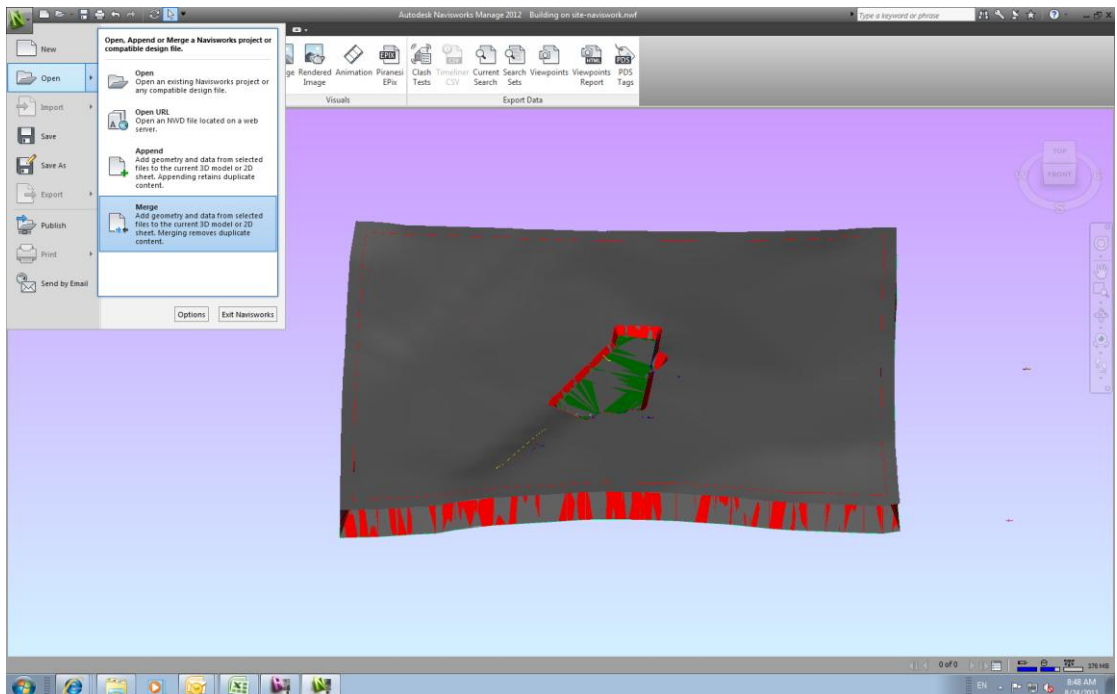 Autodesk Navisworks Manage 2012 Building on site-naviswork.nwf
Type a keyword or phrase
New
Open
Import
Save
Save As
Export
Publish
Print
Send by Email
Open, Append or Merge a Navisworks project or
compatible design file.
Open
Open an existing Navisworks project or
any compatible design file.
Open URL
Open an NWD file located on a web
server.
Append
Add geometry and data from selected
files to the current 3D model or 2D
sheet. Appending retains duplicate
content.
Merge
Add geometry and data from selected
files to the current 3D model or 2D
sheet. Merging removes duplicate
content.
Options
Exit Navisworks
Rendered Animation Piranesi Clash Timeliner Current Search Viewpoints Viewpoints PDS
Image EPix Tests CSV Search Sets Report Tags
Visuals Export Data
TOP
FRONT
0 of 0
376 MB
EN
8:48 AM
8/24/2011